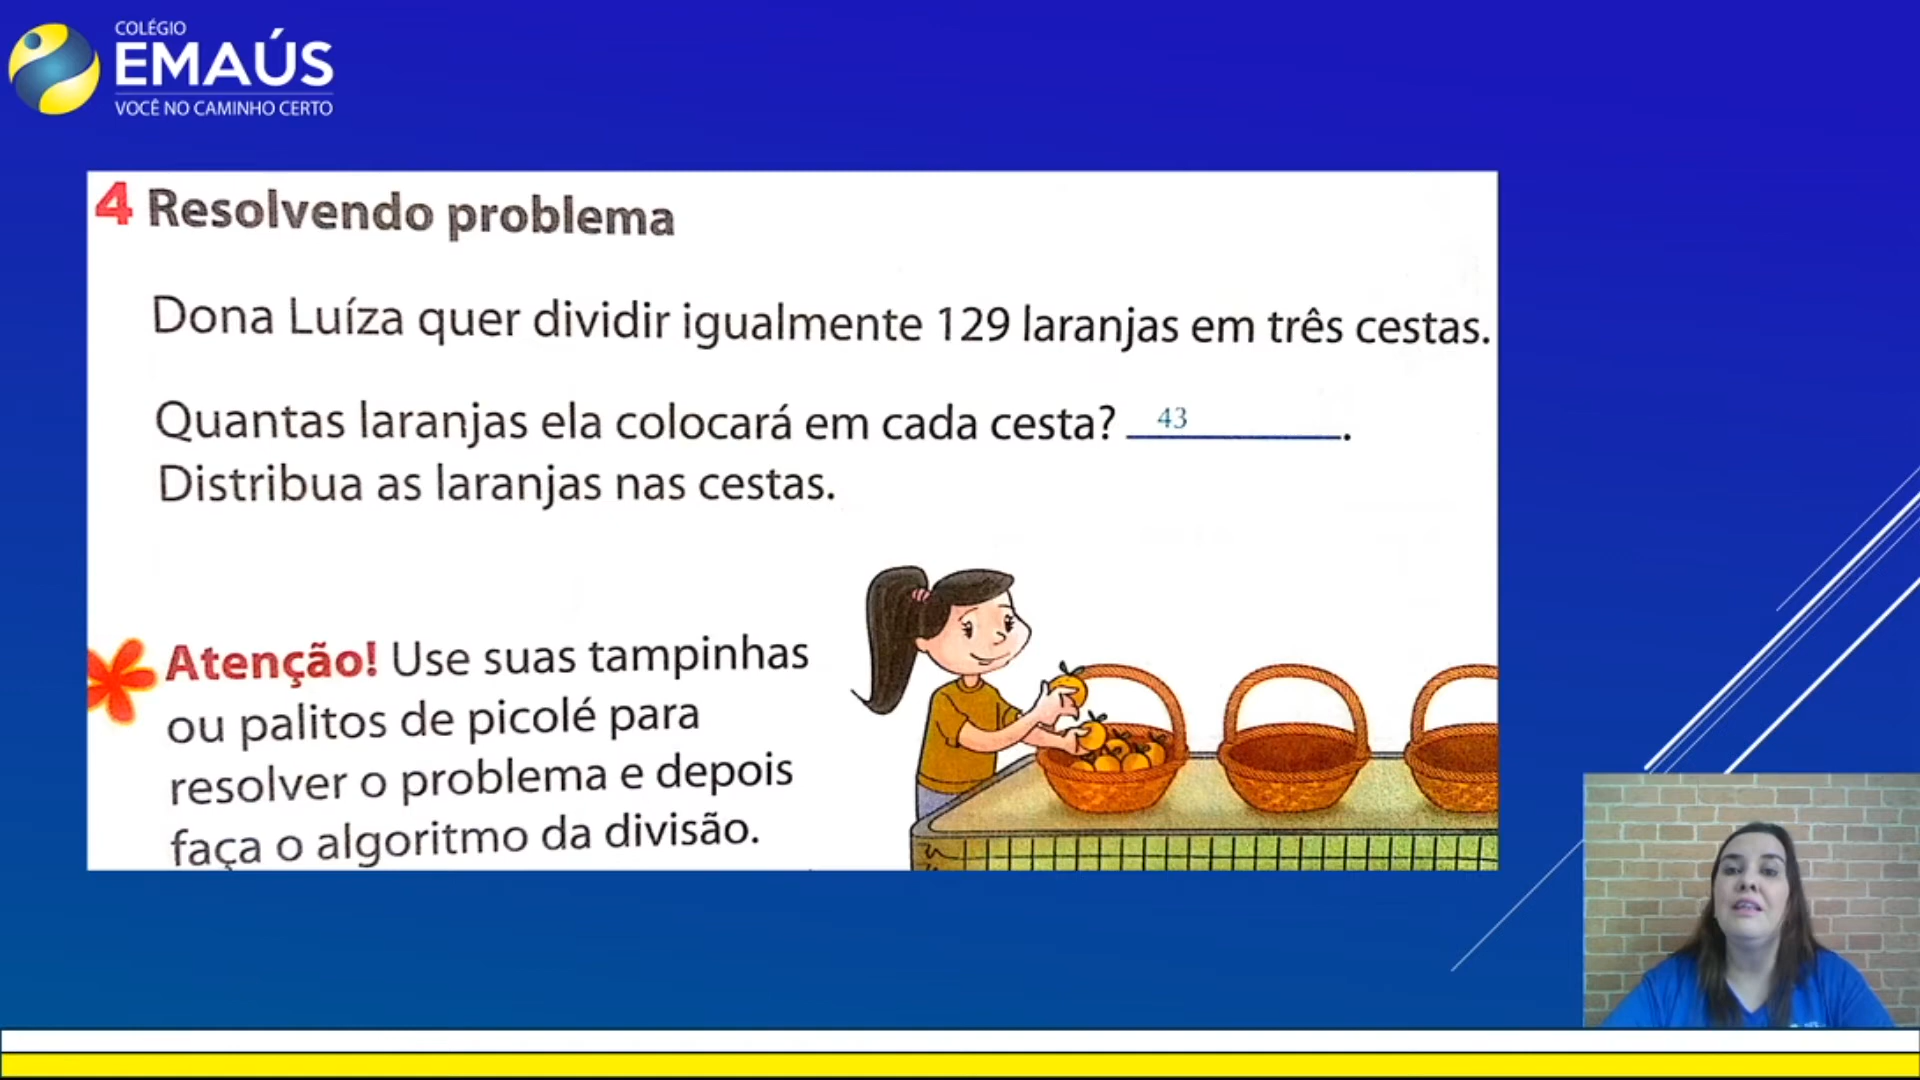 COLÉGIO
EMAÚS
VOCÊ NO CAMINHO CERTO
4 Resolvendo problema
Dona Luíza quer dividir igualmente 129 laranjas em três cestas.
Quantas laranjas ela colocará em cada cesta? 43.
Distribua as laranjas nas cestas.
Atenção! Use suas tampinhas
ou palitos de picolé para
resolver o problema e depois
faça o algoritmo da divisão.